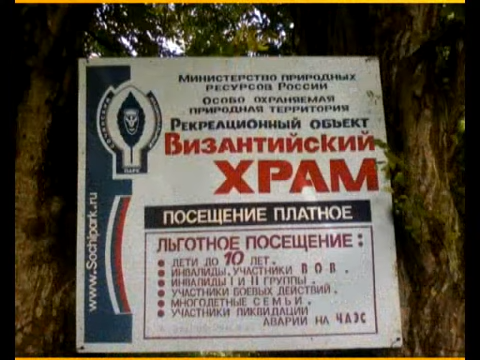 Министерство природных
ресурсов России
Особо охраняемая
природная территория
Рекреационный объект
Византийский
ХРАМ
ПОСЕЩЕНИЕ ПЛАТНОЕ
ЛЬГОТНОЕ ПОСЕЩЕНИЕ:
• ДЕТИ ДО 10 ЛЕТ.
• ИНВАЛИДЫ, УЧАСТНИКИ В О В.
• ИНВАЛИДЫ I И II ГРУППЫ.
• УЧАСТНИКИ БОЕВЫХ ДЕЙСТВИЙ.
• МНОГОДЕТНЫЕ СЕМЬИ.
• УЧАСТНИКИ ЛИКВИДАЦИИ
АВАРИИ НА ЧАЭС
ПАРК
www.Sochipark.ru